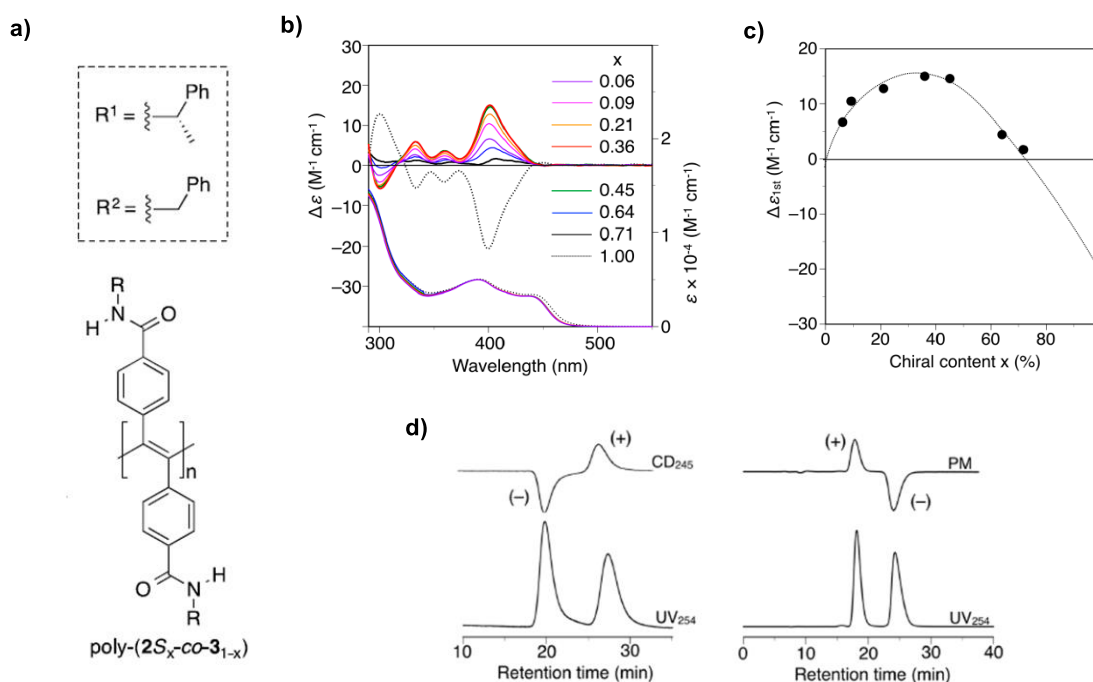 a)
R¹ =
Ph
R² =
Ph
R
H
N
O
n
O
N
H
R
poly-(2Sₓ-co-3₁₋ₓ)
b)
30
20
10
0
−10
−20
−30
Δε (M⁻¹ cm⁻¹)
x
0.06
0.09
0.21
0.36
0.45
0.64
0.71
1.00
2
1
0
ε × 10⁻⁴ (M⁻¹ cm⁻¹)
300
400
500
Wavelength (nm)
c)
20
10
0
−10
−20
−30
Δε1st (M⁻¹ cm⁻¹)
0
20
40
60
80
Chiral content x (%)
d)
(+)
CD₂₄₅
(−)
UV₂₅₄
10
20
30
Retention time (min)
(+)
PM
(−)
UV₂₅₄
0
10
20
30
40
Retention time (min)